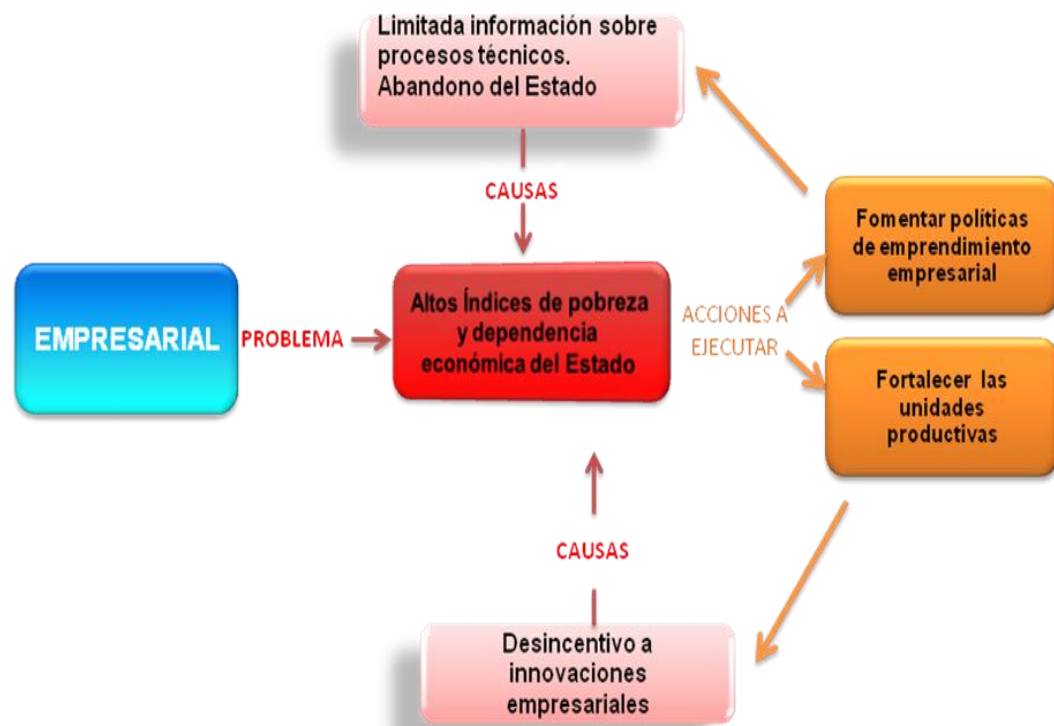 Limitada información sobre
procesos técnicos.
Abandono del Estado
CAUSAS
Fomentar políticas
de emprendimiento
empresarial
EMPRESARIAL
PROBLEMA
Altos Índices de pobreza
y dependencia
económica del Estado
ACCIONES A
EJECUTAR
Fortalecer las
unidades
productivas
CAUSAS
Desincentivo a
innovaciones
empresariales